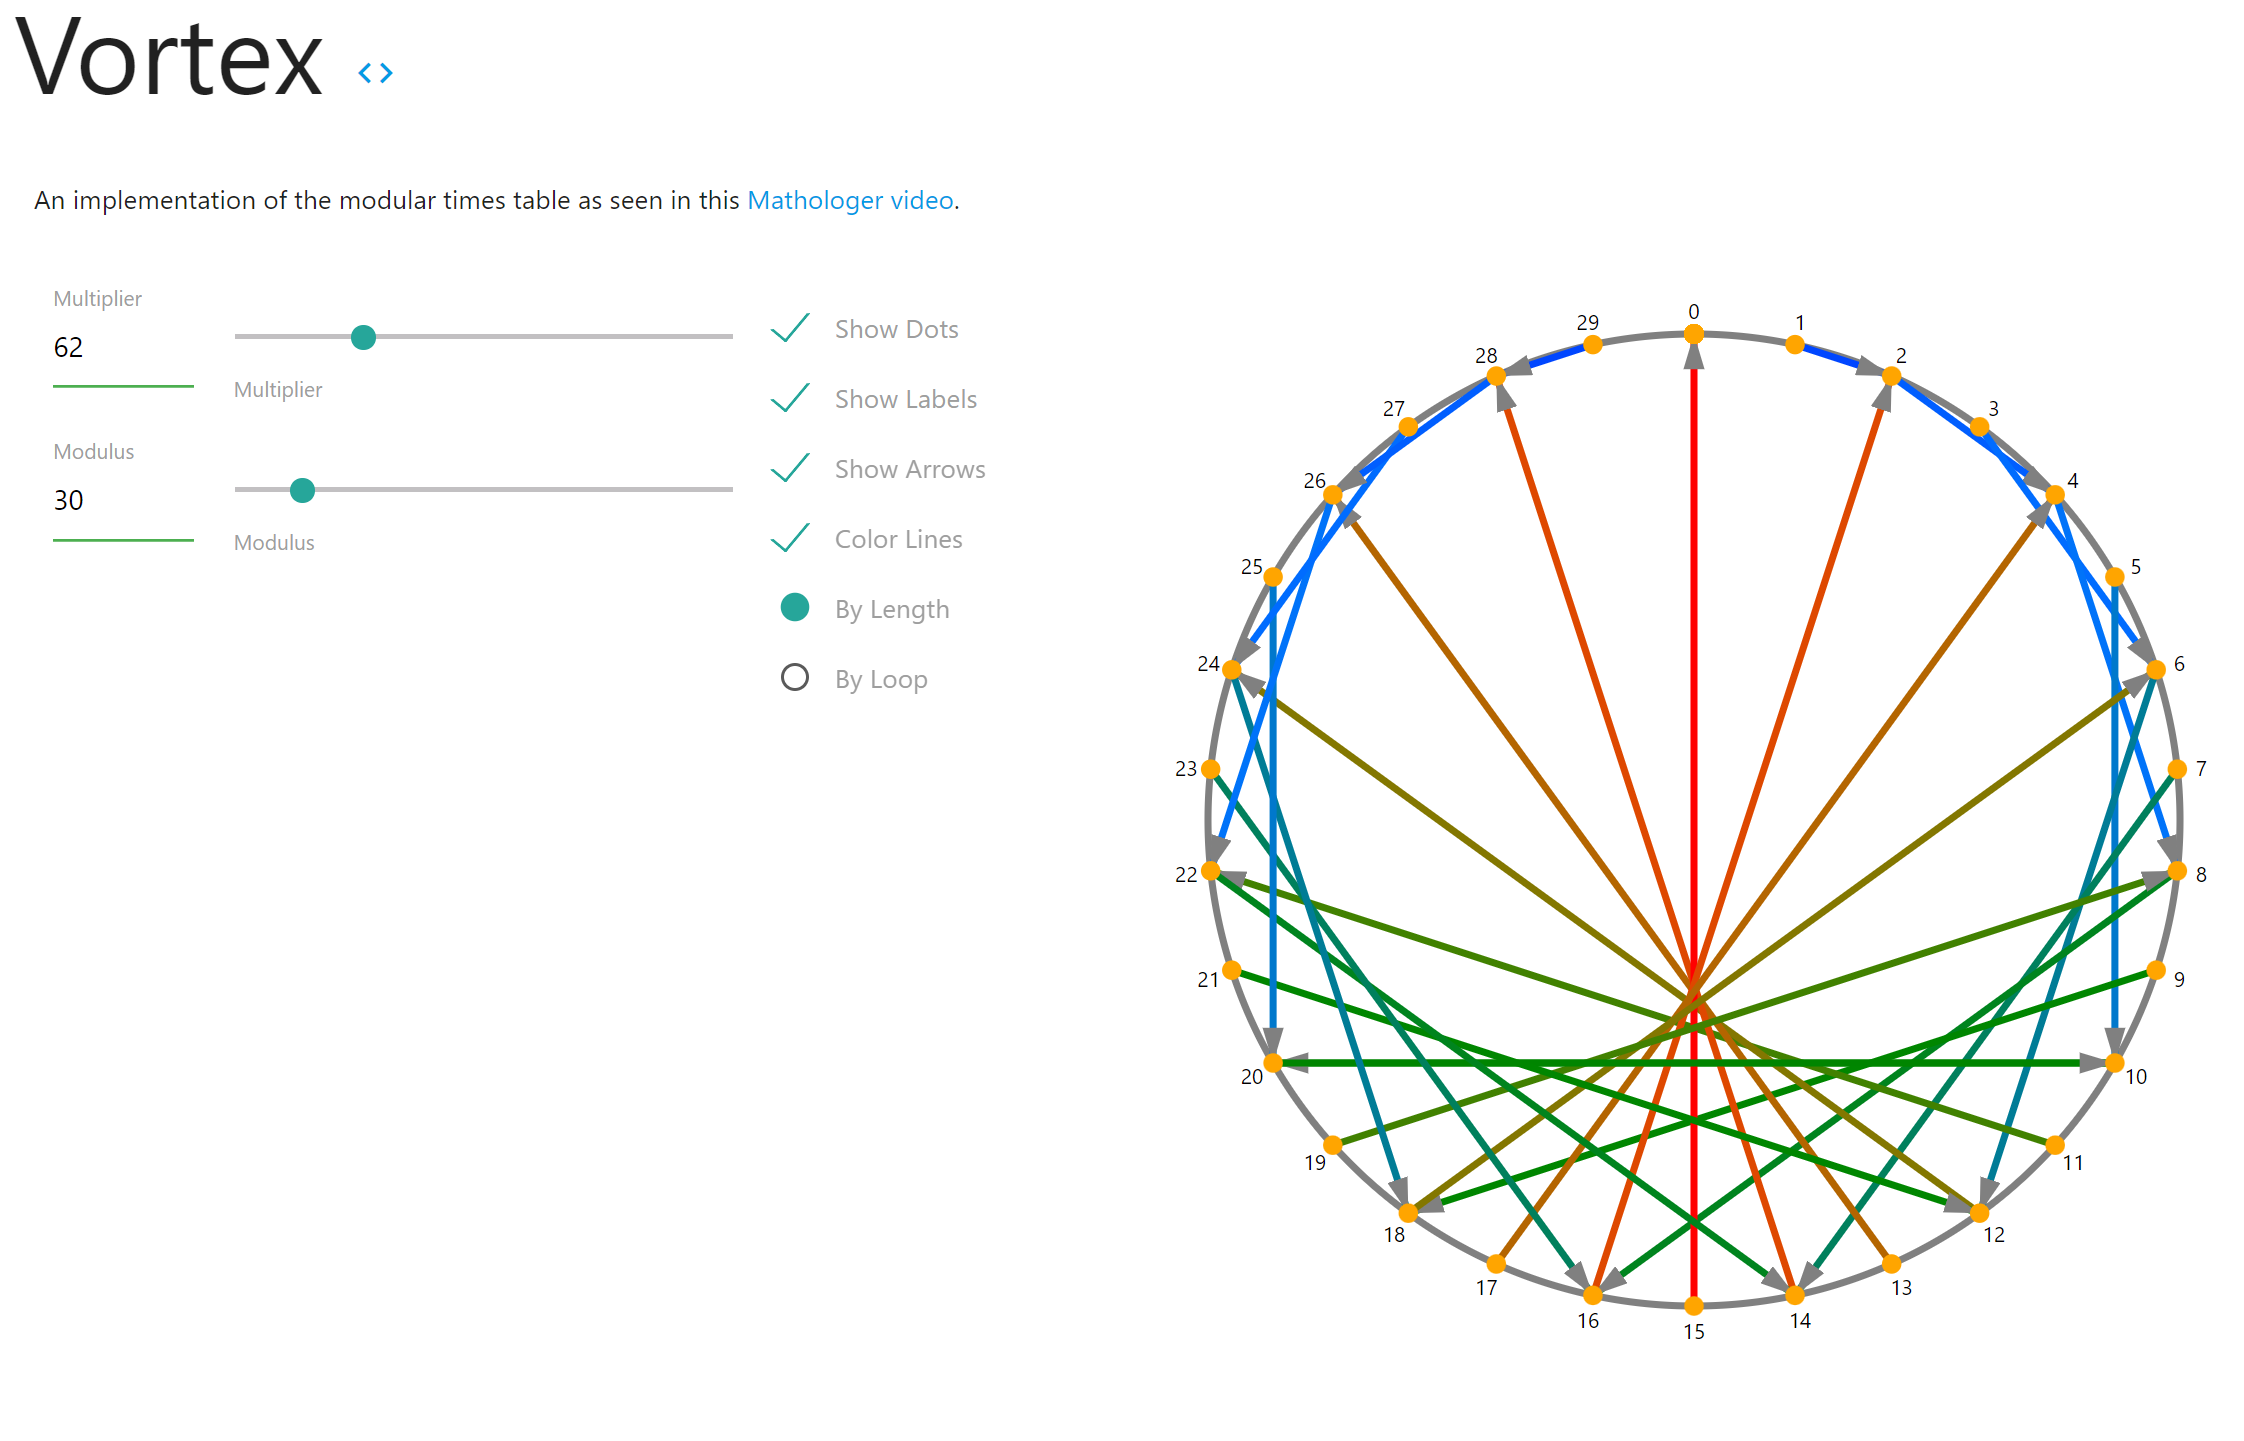 Vortex <>
An implementation of the modular times table as seen in this Mathologer video.
Multiplier
62
Multiplier
Modulus
30
Modulus
Show Dots
Show Labels
Show Arrows
Color Lines
By Length
By Loop
0
1
2
3
4
5
6
7
8
9
10
11
12
13
14
15
16
17
18
19
20
21
22
23
24
25
26
27
28
29